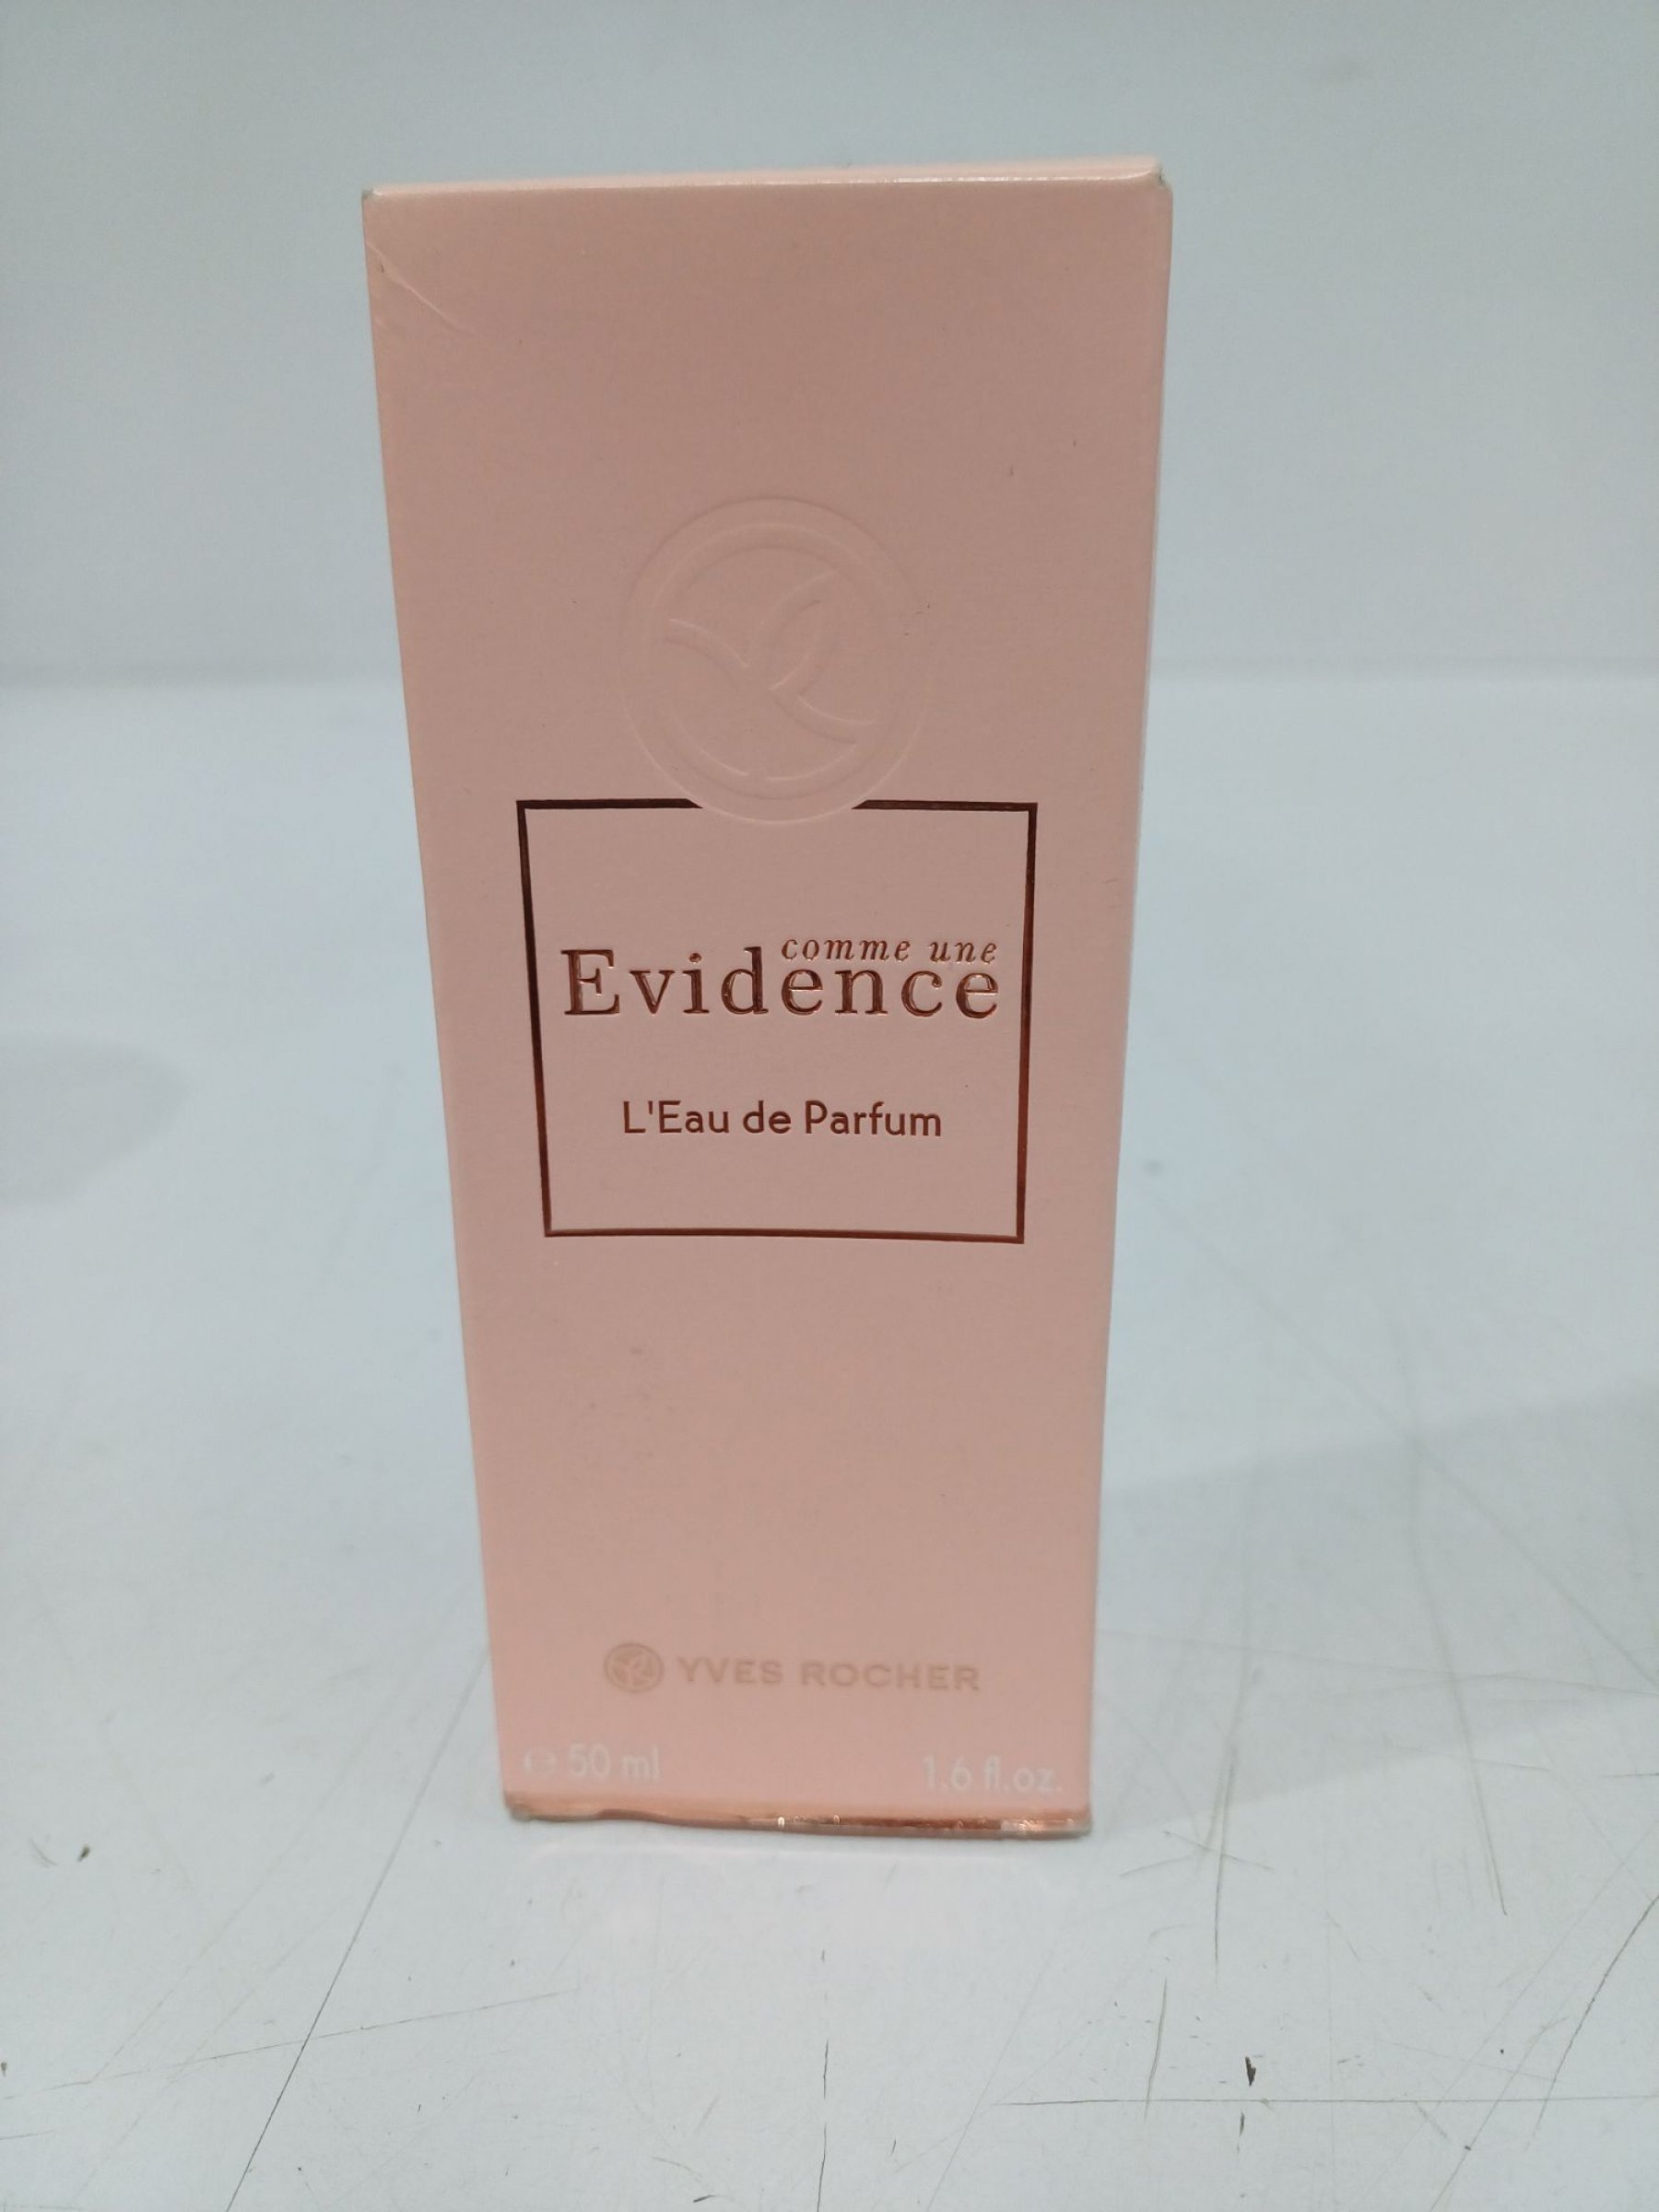 comme une
Evidence
L'Eau de Parfum
YVES ROCHER
℮ 50 ml 1.6 fl.oz.